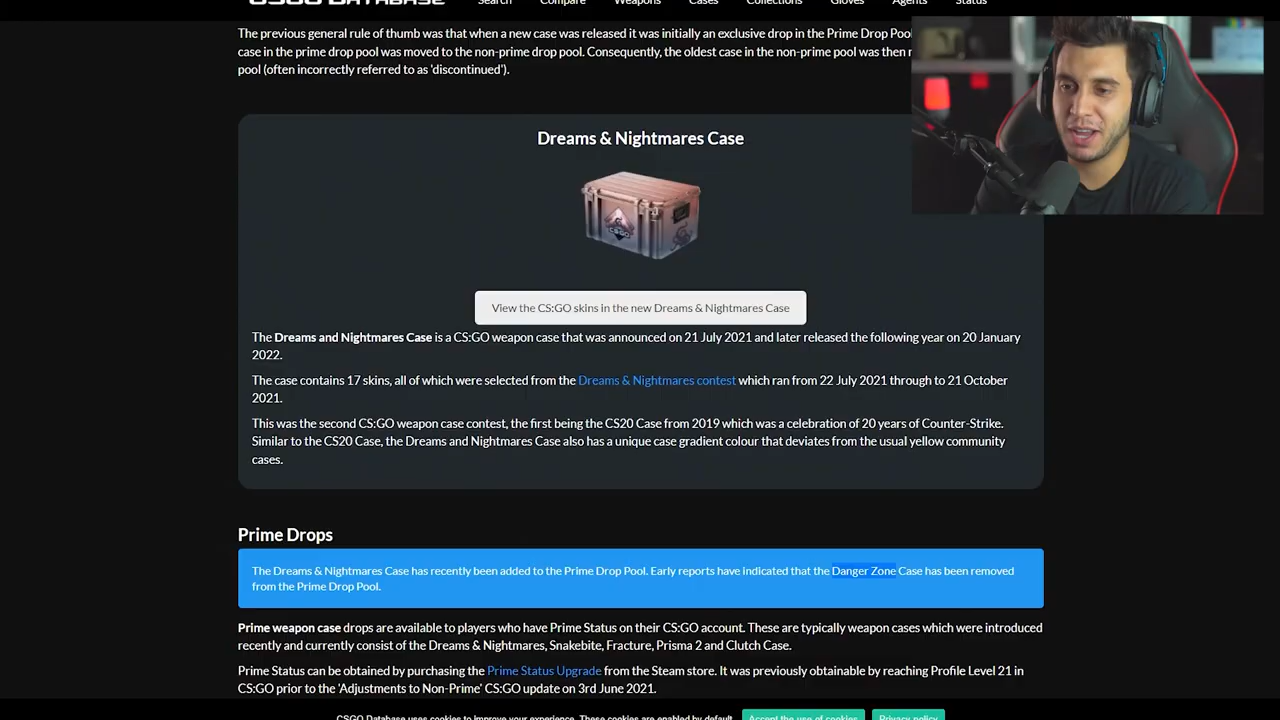 CSGO DATABASE
Search
Compare
Weapons
Cases
Collections
Gloves
Agents
Status
The previous general rule of thumb was that when a new case was released it was initially an exclusive drop in the Prime Drop Pool
case in the prime drop pool was moved to the non-prime drop pool. Consequently, the oldest case in the non-prime pool was then
pool (often incorrectly referred to as 'discontinued').
Dreams & Nightmares Case
CS:GO
View the CS:GO skins in the new Dreams & Nightmares Case
The Dreams and Nightmares Case is a CS:GO weapon case that was announced on 21 July 2021 and later released the following year on 20 January
2022.
The case contains 17 skins, all of which were selected from the Dreams & Nightmares contest which ran from 22 July 2021 through to 21 October
2021.
This was the second CS:GO weapon case contest, the first being the CS20 Case from 2019 which was a celebration of 20 years of Counter-Strike.
Similar to the CS20 Case, the Dreams and Nightmares Case also has a unique case gradient colour that deviates from the usual yellow community
cases.
Prime Drops
The Dreams & Nightmares Case has recently been added to the Prime Drop Pool. Early reports have indicated that the Danger Zone Case has been removed
from the Prime Drop Pool.
Prime weapon case drops are available to players who have Prime Status on their CS:GO account. These are typically weapon cases which were introduced
recently and currently consist of the Dreams & Nightmares, Snakebite, Fracture, Prisma 2 and Clutch Case.
Prime Status can be obtained by purchasing the Prime Status Upgrade from the Steam store. It was previously obtainable by reaching Profile Level 21 in
CS:GO prior to the 'Adjustments to Non-Prime' CS:GO update on 3rd June 2021.
CSGO Database uses cookies to improve your experience. These cookies are enabled by default.
Accept the use of cookies
Privacy policy